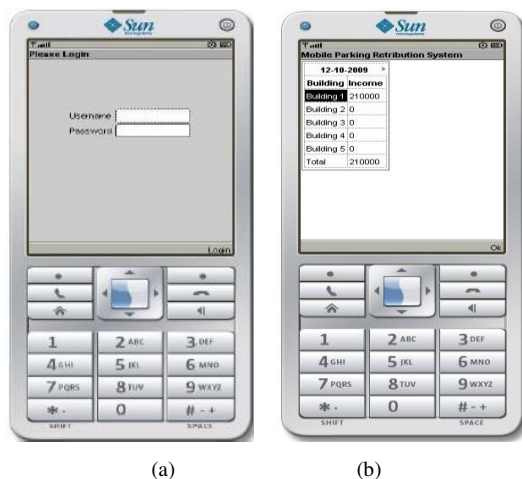 Sun
Please Login
Username
Password
Login
1 2 ABC 3 DEF
4 GHI 5 JKL 6 MNO
7 PQRS 8 TUV 9 WXYZ
* . 0 # - +
SHIFT SPACE
(a)
Sun
Mobile Parking Retribution System
12-10-2009 >
Building Income
Building 1 210000
Building 2 0
Building 3 0
Building 4 0
Building 5 0
Total 210000
Ok
1 2 ABC 3 DEF
4 GHI 5 JKL 6 MNO
7 PQRS 8 TUV 9 WXYZ
* . 0 # - +
SHIFT SPACE
(b)